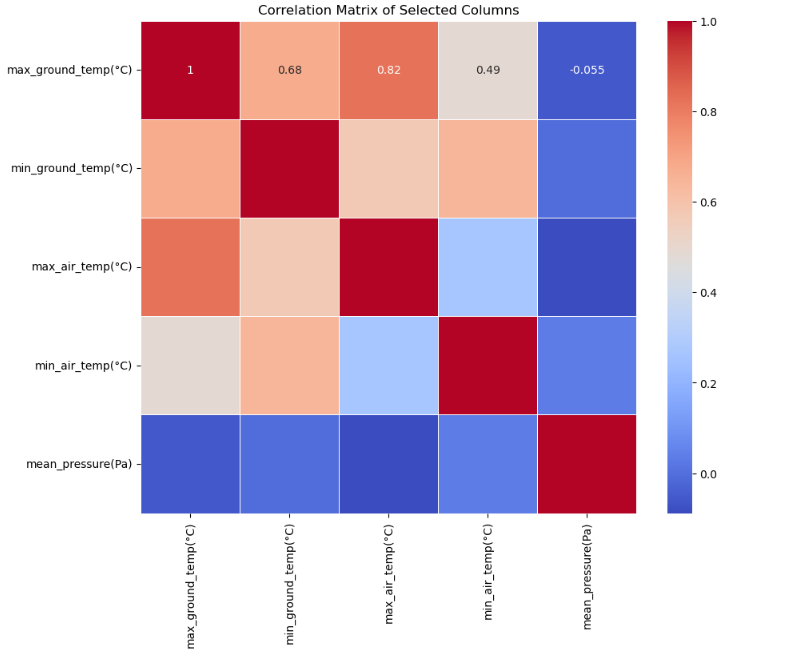 Correlation Matrix of Selected Columns
max_ground_temp(°C)
1 0.68 0.82 0.49 -0.055
min_ground_temp(°C)
max_air_temp(°C)
min_air_temp(°C)
mean_pressure(Pa)
max_ground_temp(°C)
min_ground_temp(°C)
max_air_temp(°C)
min_air_temp(°C)
mean_pressure(Pa)
1.0
0.8
0.6
0.4
0.2
0.0